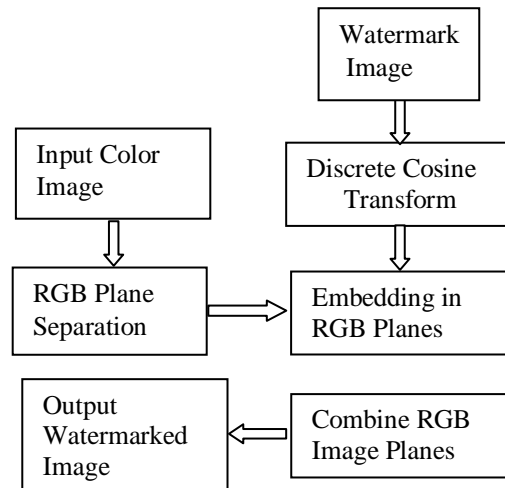 Watermark
Image
Input Color
Image
Discrete Cosine
Transform
RGB Plane
Separation
Embedding in
RGB Planes
Output
Watermarked
Image
Combine RGB
Image Planes